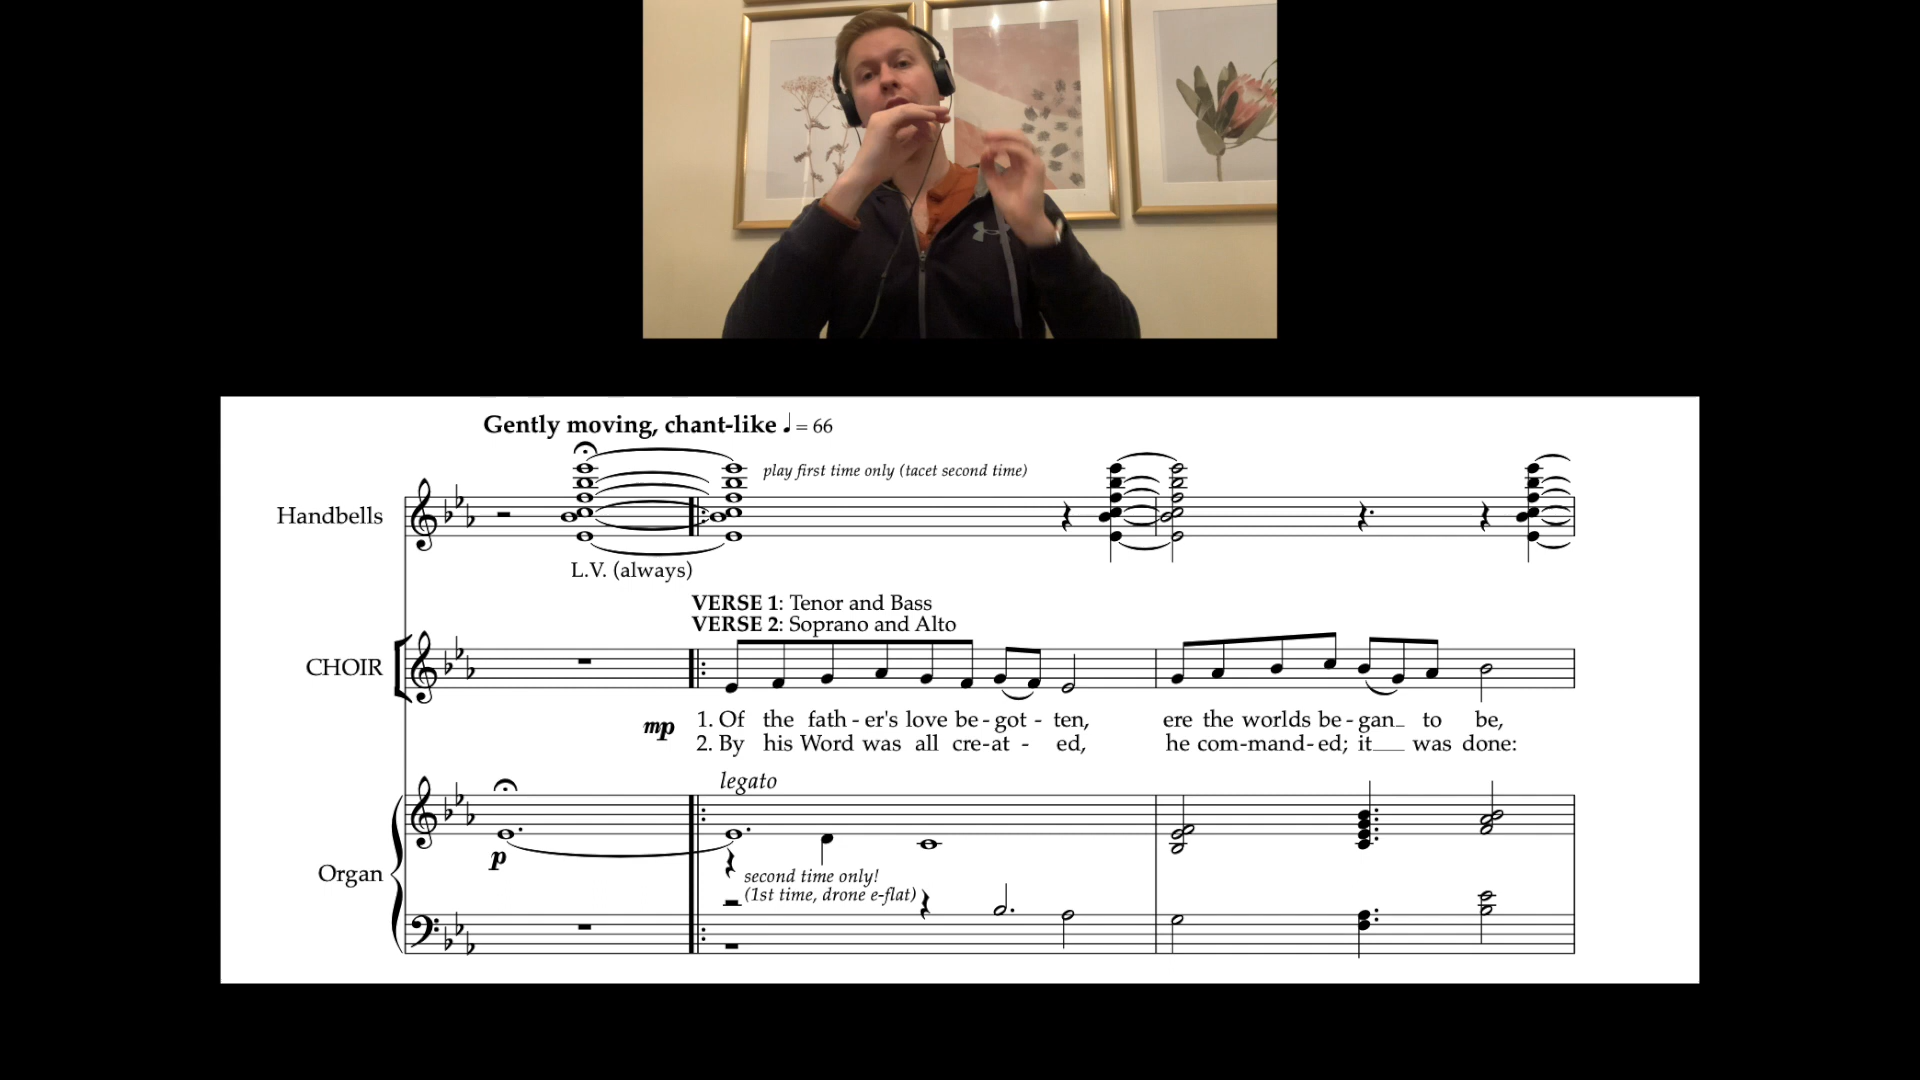 Gently moving, chant-like ♩ = 66
play first time only (tacet second time)
Handbells
L.V. (always)
VERSE 1: Tenor and Bass
VERSE 2: Soprano and Alto
CHOIR
mp
1. Of the fath - er's love be - got - ten, ere the worlds be - gan_ to be,
2. By his Word was all cre-at - ed, he com-mand-ed; it__ was done:
legato
p
Organ
second time only!
(1st time, drone e-flat)